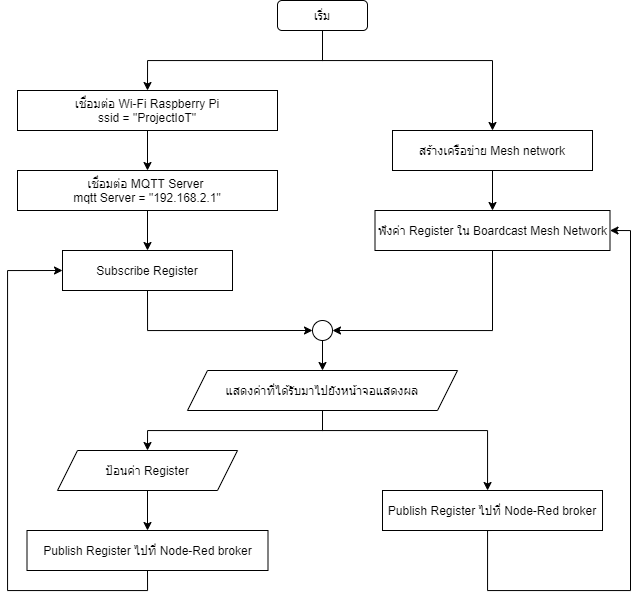 เริ่ม
เชื่อมต่อ Wi-Fi Raspberry Pi
ssid = "ProjectIoT"
สร้างเครือข่าย Mesh network
เชื่อมต่อ MQTT Server
mqtt Server = "192.168.2.1"
ฟังค่า Register ใน Boardcast Mesh Network
Subscribe Register
แสดงค่าที่ได้รับมาไปยังหน้าจอแสดงผล
ป้อนค่า Register
Publish Register ไปที่ Node-Red broker
Publish Register ไปที่ Node-Red broker